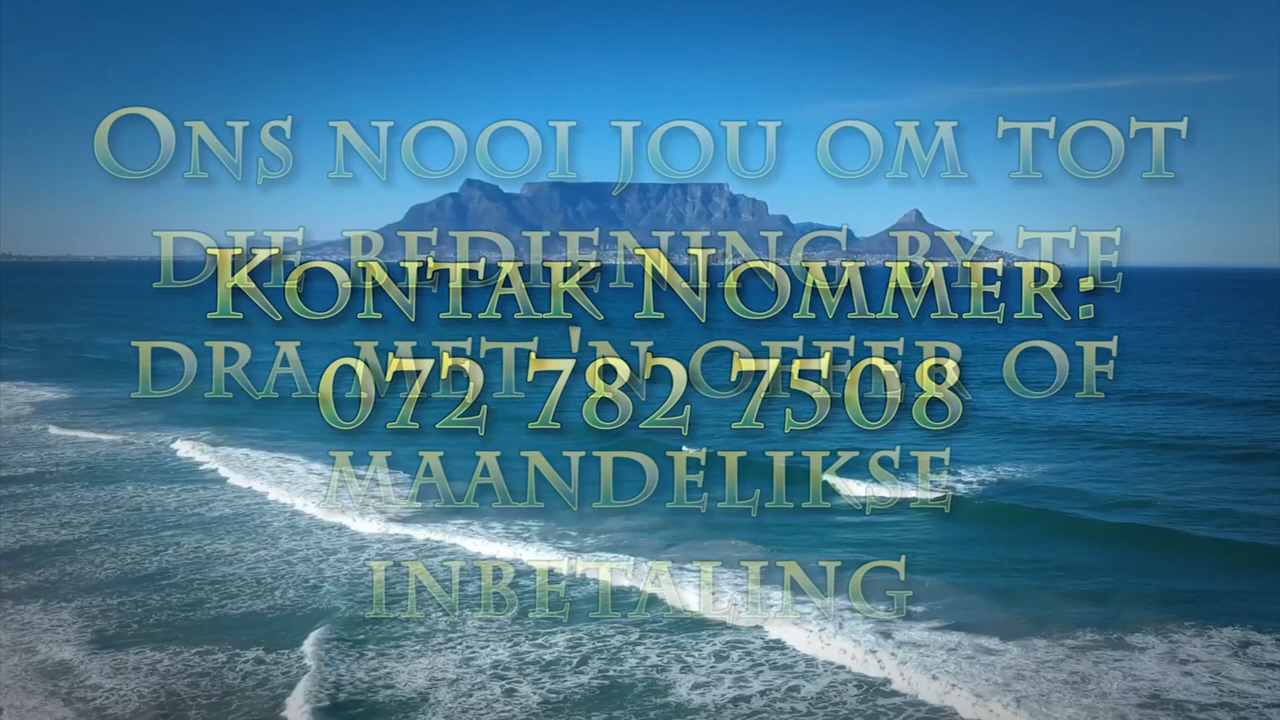 Ons nooi jou om tot
die bediening by te
Kontak Nommer:
dra met 'n offer of
072 782 7508
maandelikse
inbetaling